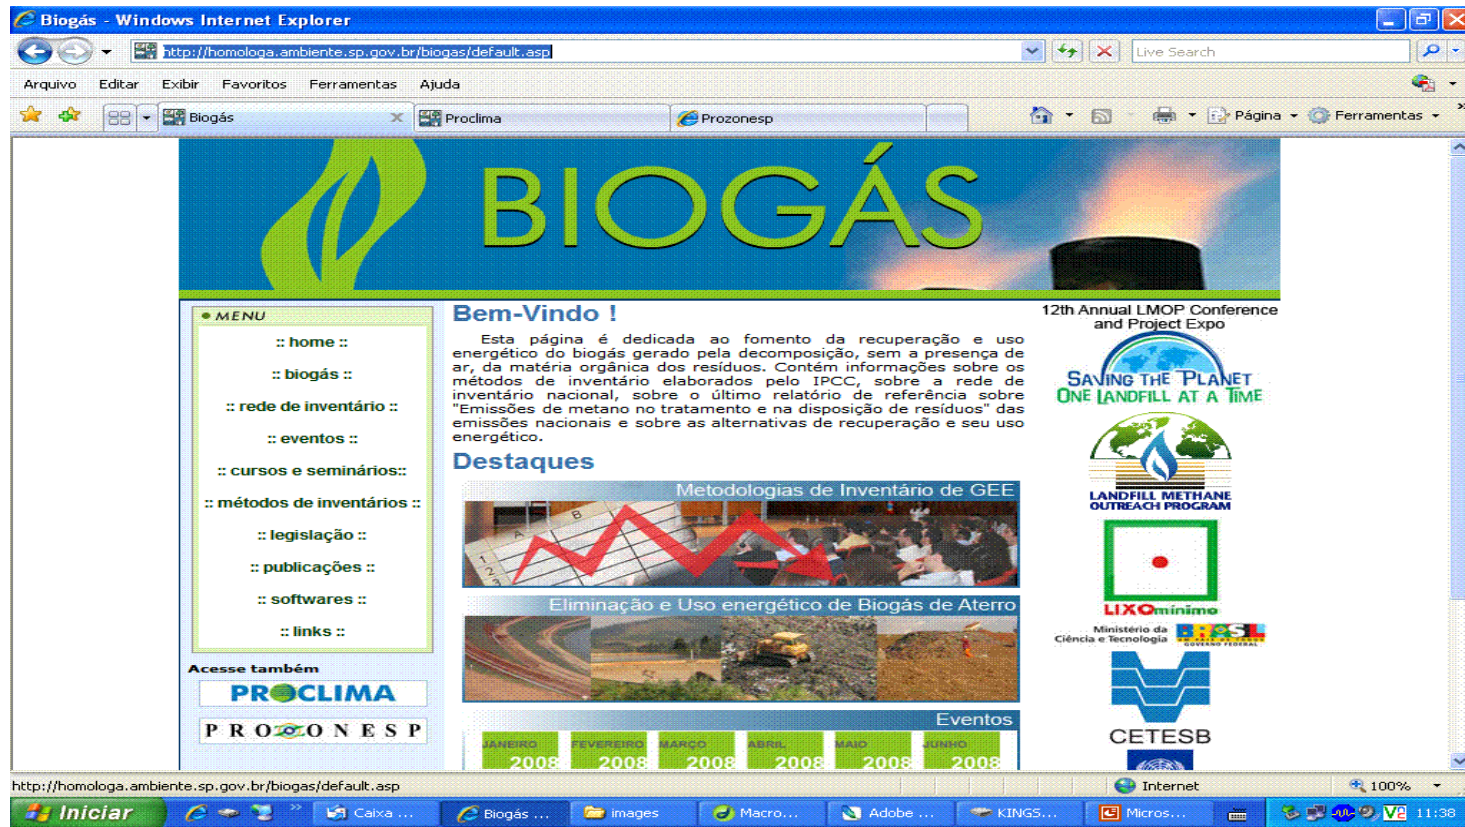 Biogás - Windows Internet Explorer
http://homologa.ambiente.sp.gov.br/biogas/default.asp
Live Search
Arquivo Editar Exibir Favoritos Ferramentas Ajuda
Biogás Proclima Prozonesp Página Ferramentas
BIOGÁS
MENU
:: home ::
:: biogás ::
:: rede de inventário ::
:: eventos ::
:: cursos e seminários::
:: métodos de inventários ::
:: legislação ::
:: publicações ::
:: softwares ::
:: links ::
Acesse também
PROCLIMA
PROZONESP
Bem-Vindo !
Esta página é dedicada ao fomento da recuperação e uso
energético do biogás gerado pela decomposição, sem a presença de
ar, da matéria orgânica dos resíduos. Contém informações sobre os
métodos de inventário elaborados pelo IPCC, sobre a rede de
inventário nacional, sobre o último relatório de referência sobre
"Emissões de metano no tratamento e na disposição de resíduos" das
emissões nacionais e sobre as alternativas de recuperação e seu uso
energético.
Destaques
Metodologias de Inventário de GEE
A B
1
2
3
Eliminação e Uso energético de Biogás de Aterro
Eventos
JANEIRO FEVEREIRO MARÇO ABRIL MAIO JUNHO
2008 2008 2008 2008 2008 2008
12th Annual LMOP Conference
and Project Expo
SAVING THE PLANET
ONE LANDFILL AT A TIME
LANDFILL METHANE
OUTREACH PROGRAM
LIXOmínimo
Ministério da
Ciência e Tecnologia
BRASIL
UM PAÍS DE TODOS
GOVERNO FEDERAL
CETESB
http://homologa.ambiente.sp.gov.br/biogas/default.asp
Internet
100%
Iniciar
Caixa ...
Biogás ...
images
Macro...
Adobe ...
KINGS...
Micros...
11:38